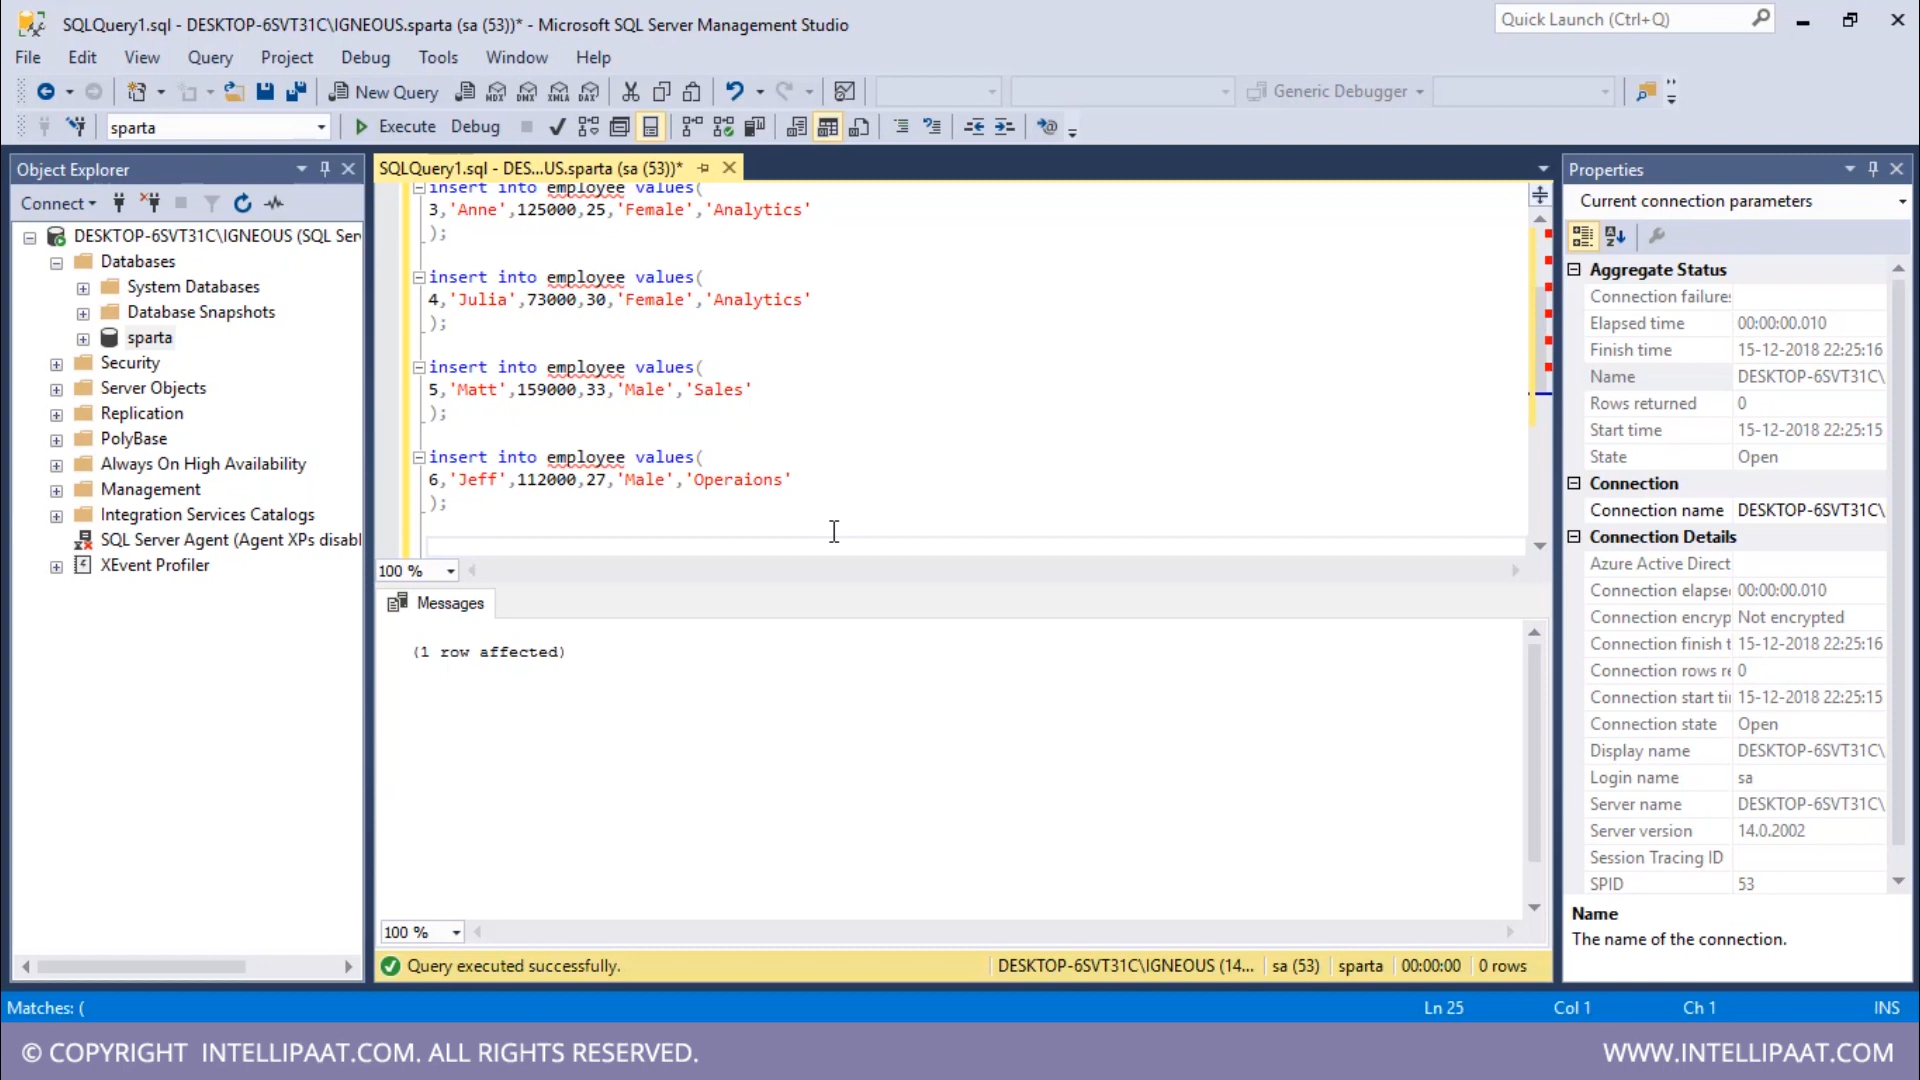 SQLQuery1.sql - DESKTOP-6SVT31C\IGNEOUS.sparta (sa (53))* - Microsoft SQL Server Management Studio
Quick Launch (Ctrl+Q)
File Edit View Query Project Debug Tools Window Help
New Query MDX DMX XMLA DAX Generic Debugger
sparta Execute Debug
Object Explorer
Connect
DESKTOP-6SVT31C\IGNEOUS (SQL Ser
Databases
System Databases
Database Snapshots
sparta
Security
Server Objects
Replication
PolyBase
Always On High Availability
Management
Integration Services Catalogs
SQL Server Agent (Agent XPs disabl
XEvent Profiler
SQLQuery1.sql - DES...US.sparta (sa (53))*
insert into employee values(
3,'Anne',125000,25,'Female','Analytics'
);
insert into employee values(
4,'Julia',73000,30,'Female','Analytics'
);
insert into employee values(
5,'Matt',159000,33,'Male','Sales'
);
insert into employee values(
6,'Jeff',112000,27,'Male','Operaions'
);
100 %
Messages
(1 row affected)
100 %
Query executed successfully. DESKTOP-6SVT31C\IGNEOUS (14... sa (53) sparta 00:00:00 0 rows
Properties
Current connection parameters
Aggregate Status
Connection failures
Elapsed time 00:00:00.010
Finish time 15-12-2018 22:25:16
Name DESKTOP-6SVT31C\
Rows returned 0
Start time 15-12-2018 22:25:15
State Open
Connection
Connection name DESKTOP-6SVT31C\
Connection Details
Azure Active Direct
Connection elapse 00:00:00.010
Connection encryp Not encrypted
Connection finish t 15-12-2018 22:25:16
Connection rows re 0
Connection start ti 15-12-2018 22:25:15
Connection state Open
Display name DESKTOP-6SVT31C\
Login name sa
Server name DESKTOP-6SVT31C\
Server version 14.0.2002
Session Tracing ID
SPID 53
Name
The name of the connection.
Matches: ( Ln 25 Col 1 Ch 1 INS
© COPYRIGHT INTELLIPAAT.COM. ALL RIGHTS RESERVED. WWW.INTELLIPAAT.COM